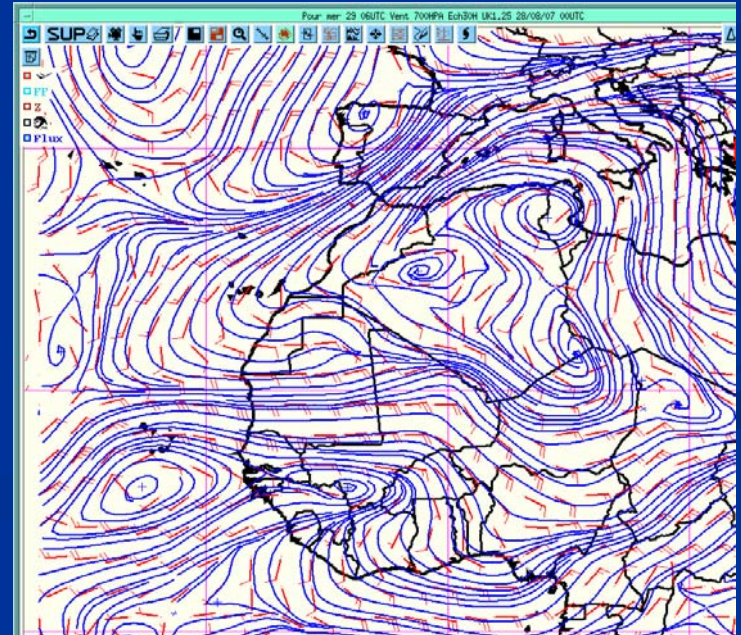 Pour mer 29 06UTC Vent 700HPA Ech30H UK1.25 28/08/07 00UTC
SUP
FF
Z
Flux